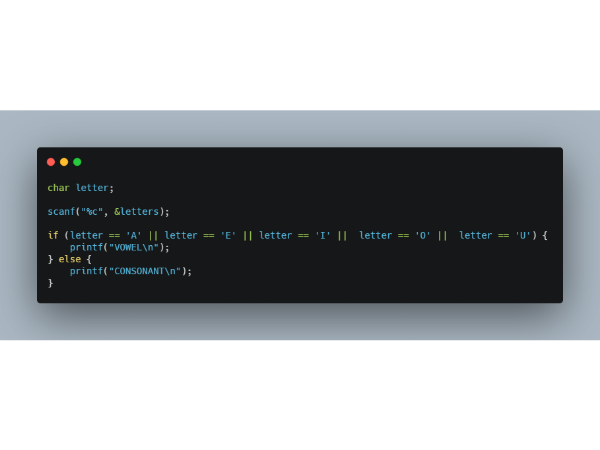 char letter;
scanf("%c", &letters);
if (letter == 'A' || letter == 'E' || letter == 'I' ||  letter == 'O' ||  letter == 'U') {
    printf("VOWEL\n");
} else {
    printf("CONSONANT\n");
}